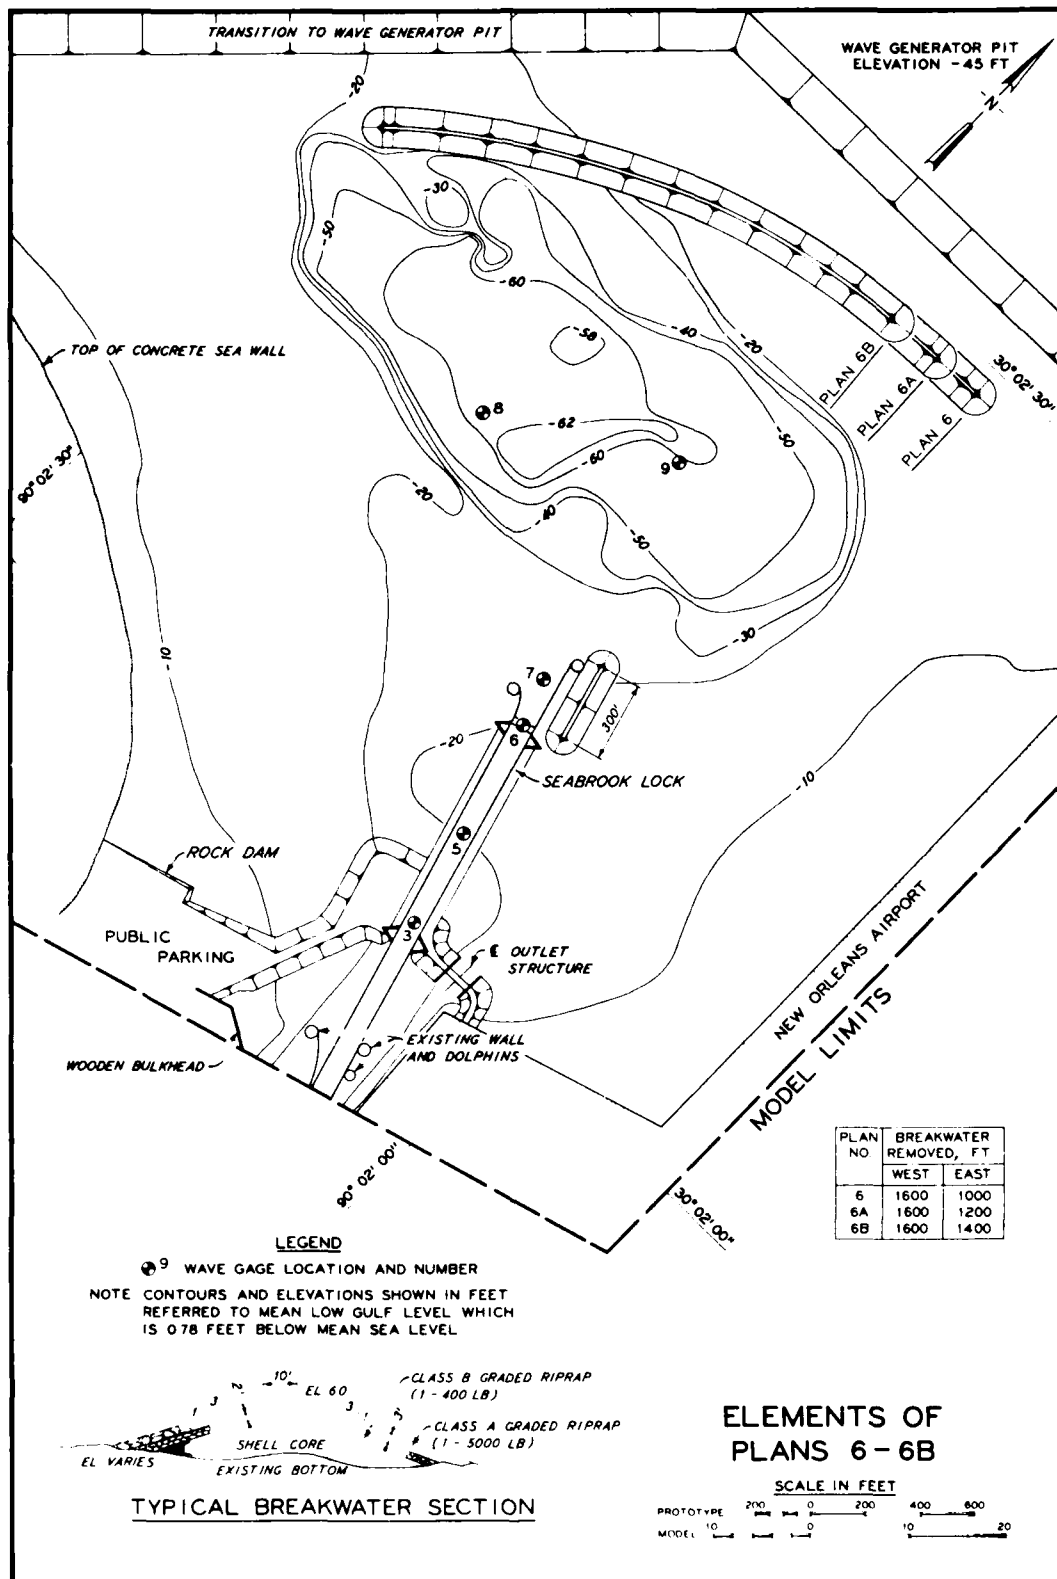 TRANSITION TO WAVE GENERATOR PIT
WAVE GENERATOR PIT
ELEVATION -45 FT
N
-20
-30
-50
-60
-58
-40
-20
TOP OF CONCRETE SEA WALL
PLAN 6B
PLAN 6A
PLAN 6
30° 02' 30"
90° 02' 30"
8
-62
-60
9
-50
-20
-40
-50
-30
-10
7
6
300'
-20
SEABROOK LOCK
-10
5
ROCK DAM
3
PUBLIC
PARKING
℄ OUTLET
STRUCTURE
NEW ORLEANS AIRPORT
MODEL LIMITS
EXISTING WALL
AND DOLPHINS
WOODEN BULKHEAD
90° 02' 00"
30° 02' 00"
PLAN NO. BREAKWATER REMOVED, FT
WEST EAST
6 1600 1000
6A 1600 1200
6B 1600 1400
LEGEND
9 WAVE GAGE LOCATION AND NUMBER
NOTE CONTOURS AND ELEVATIONS SHOWN IN FEET
REFERRED TO MEAN LOW GULF LEVEL WHICH
IS 0 78 FEET BELOW MEAN SEA LEVEL
10'
EL 6 0
1 3 2
3 1
CLASS B GRADED RIPRAP
(1 - 400 LB)
CLASS A GRADED RIPRAP
(1 - 5000 LB)
SHELL CORE
EL VARIES
EXISTING BOTTOM
TYPICAL BREAKWATER SECTION
ELEMENTS OF
PLANS 6 - 6B
SCALE IN FEET
PROTOTYPE 200 0 200 400 600
MODEL 10 0 10 20